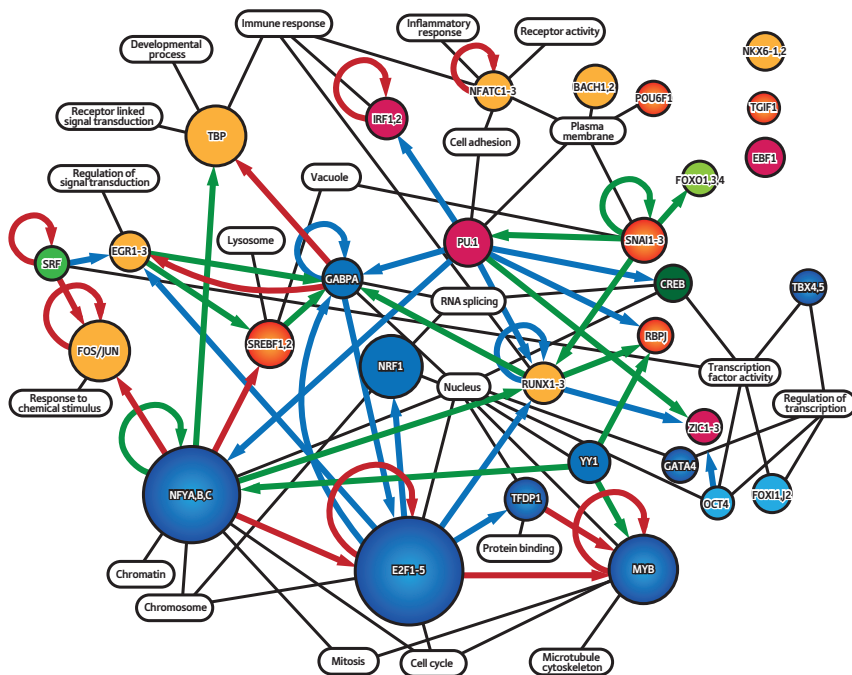 Immune response
Inflammatory
response
Receptor activity
Developmental
process
NKX6-1,2
NFATC1-3
BACH1,2
POU6F1
TGIF1
Receptor linked
signal transduction
TBP
IRF1,2
Plasma
membrane
Cell adhesion
EBF1
Regulation of
signal transduction
Vacuole
FOXO1,3,4
Lysosome
SRF
EGR1-3
PU.1
SNAI1-3
GABPA
CREB
TBX4,5
RNA splicing
SREBF1,2
RBPJ
FOS/JUN
NRF1
Nucleus
RUNX1-3
Transcription
factor activity
Response to
chemical stimulus
Regulation of
transcription
ZIC1-3
YY1
GATA4
NFYA,B,C
TFDP1
OCT4
FOXI1,J2
Protein binding
E2F1-5
MYB
Chromatin
Chromosome
Mitosis
Cell cycle
Microtubule
cytoskeleton